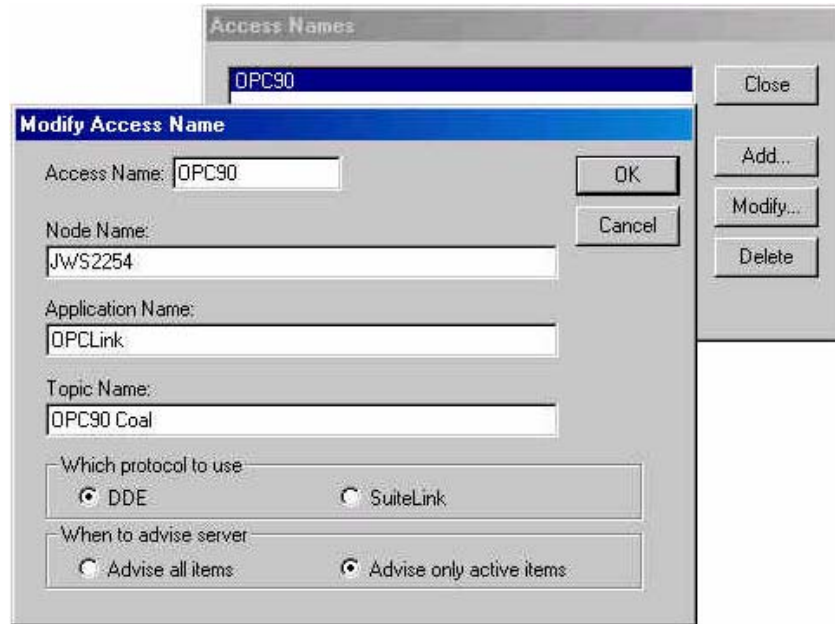 Access Names
OPC90
Close
Add...
Modify...
Delete
Modify Access Name
Access Name: OPC90
OK
Cancel
Node Name:
JWS2254
Application Name:
OPCLink
Topic Name:
OPC90 Coal
Which protocol to use
DDE SuiteLink
When to advise server
Advise all items Advise only active items